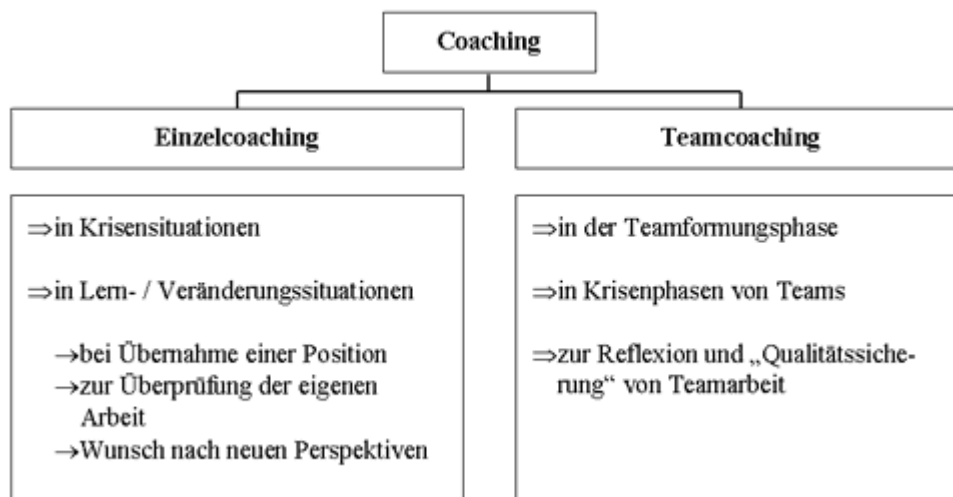 Coaching
Einzelcoaching
⇒in Krisensituationen
⇒in Lern- / Veränderungssituationen
→bei Übernahme einer Position
→zur Überprüfung der eigenen
Arbeit
→Wunsch nach neuen Perspektiven
Teamcoaching
⇒in der Teamformungsphase
⇒in Krisenphasen von Teams
⇒zur Reflexion und „Qualitätssiche-
rung“ von Teamarbeit